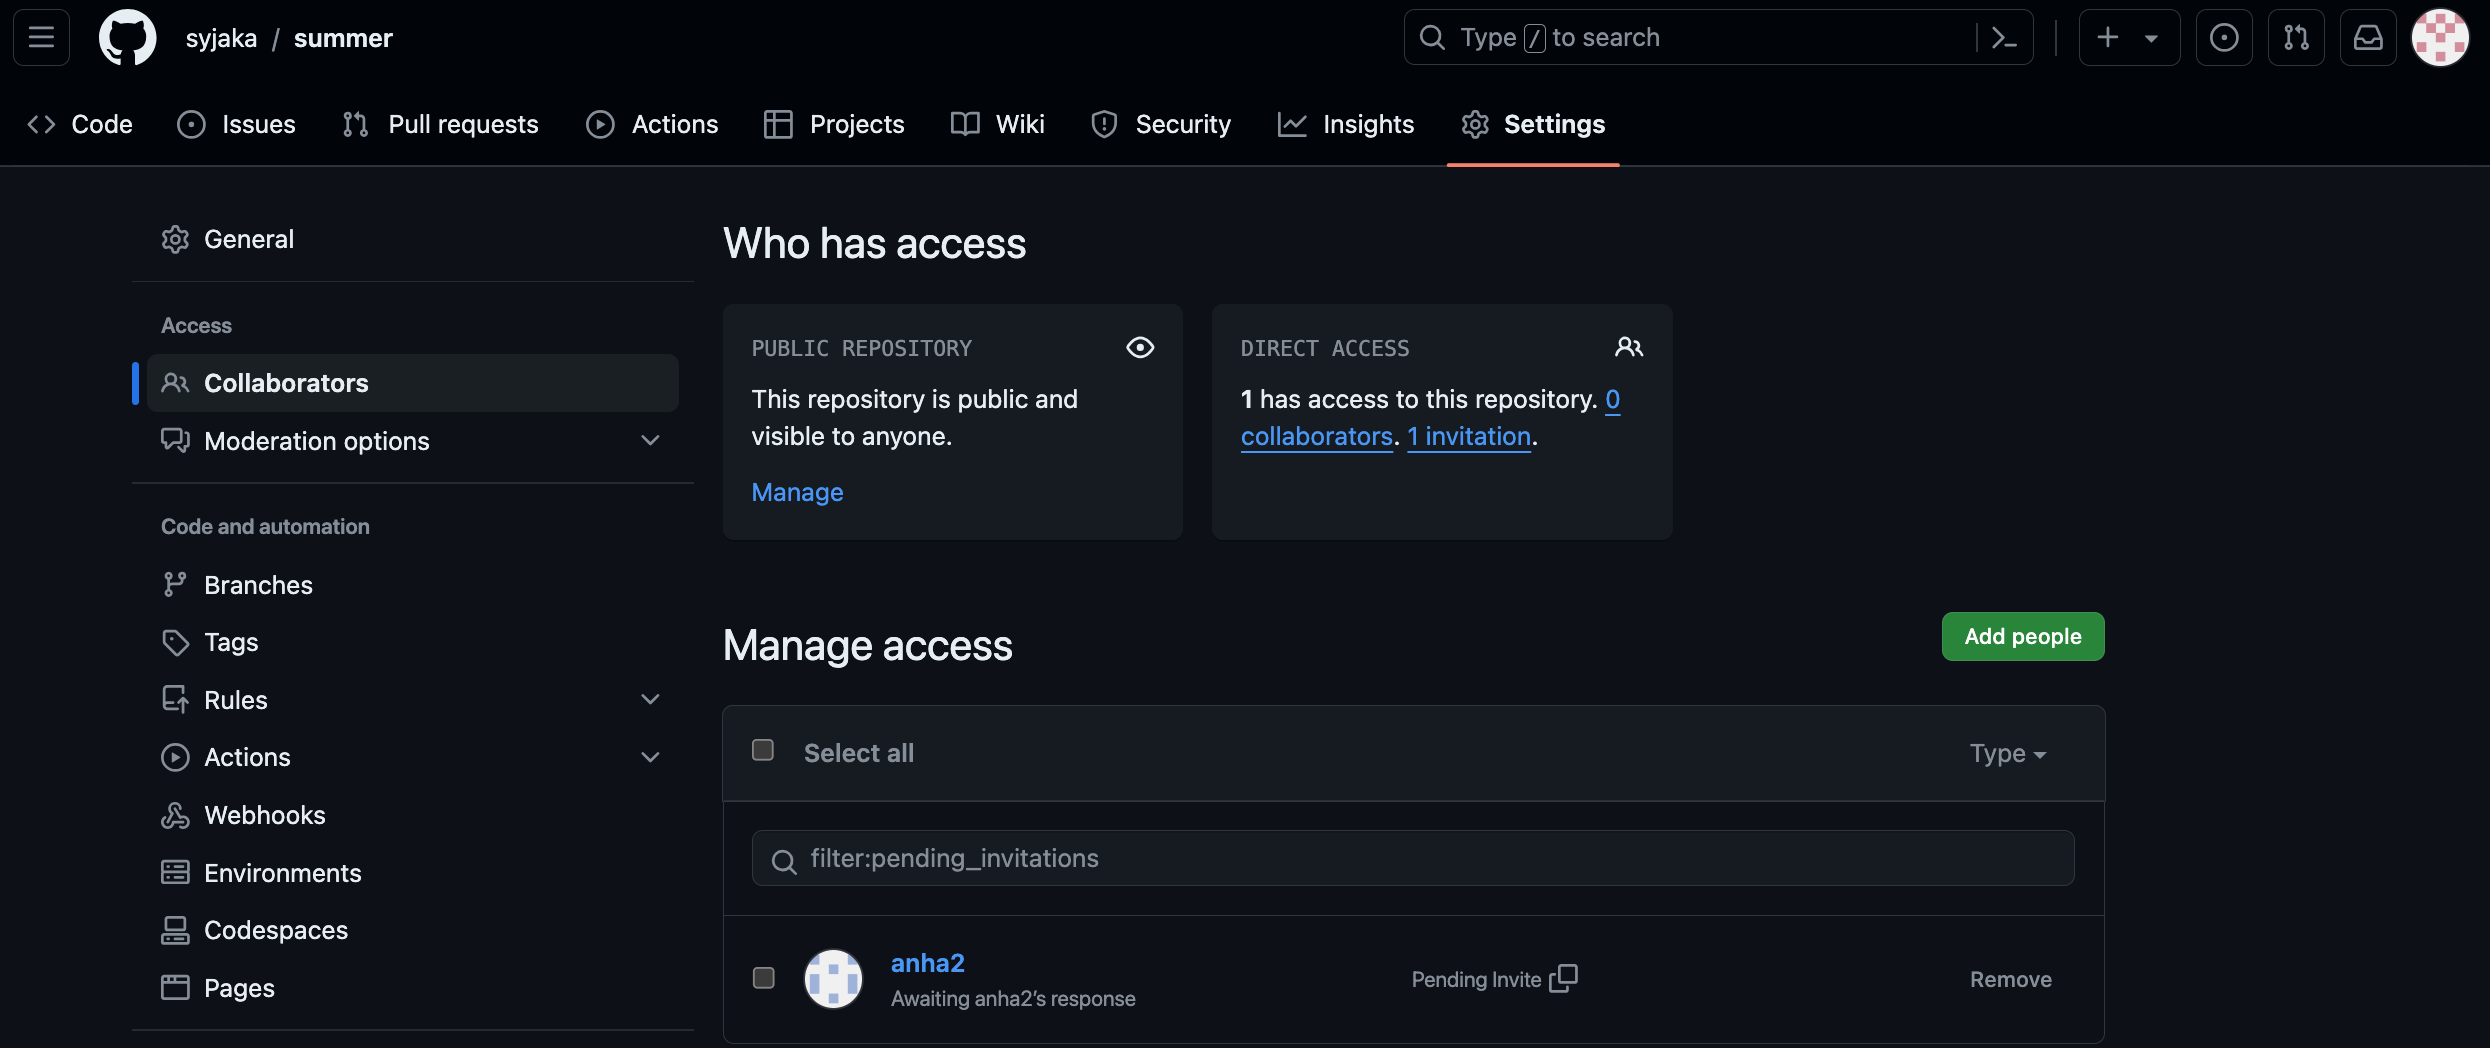 syjaka / summer
Type / to search
Code
Issues
Pull requests
Actions
Projects
Wiki
Security
Insights
Settings
General
Access
Collaborators
Moderation options
Code and automation
Branches
Tags
Rules
Actions
Webhooks
Environments
Codespaces
Pages
Who has access
PUBLIC REPOSITORY
This repository is public and
visible to anyone.
Manage
DIRECT ACCESS
1 has access to this repository. 0
collaborators. 1 invitation.
Manage access
Add people
Select all
Type
filter:pending_invitations
anha2
Awaiting anha2's response
Pending Invite
Remove